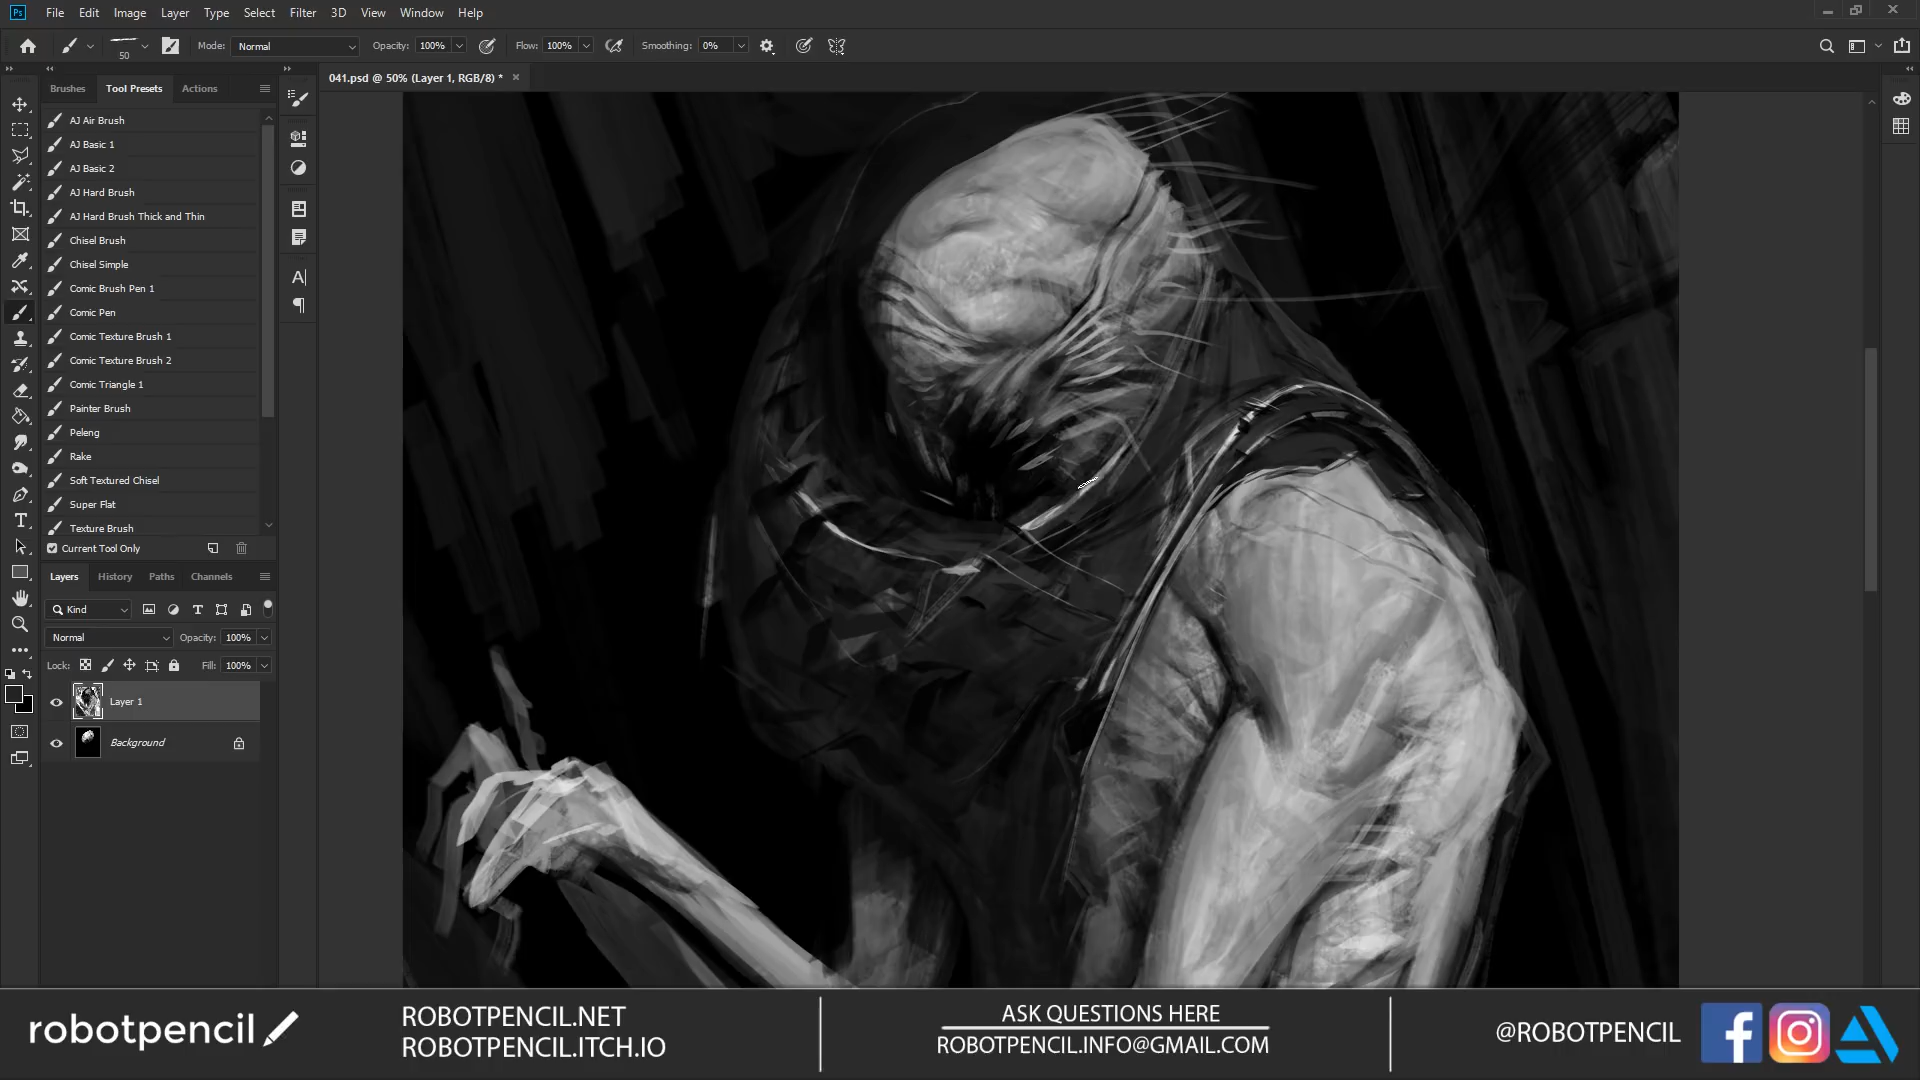 Ps File Edit Image Layer Type Select Filter 3D View Window Help
50 Mode: Normal Opacity: 100% Flow: 100% Smoothing: 0%
041.psd @ 50% (Layer 1, RGB/8) *
Brushes Tool Presets Actions
AJ Air Brush
AJ Basic 1
AJ Basic 2
AJ Hard Brush
AJ Hard Brush Thick and Thin
Chisel Brush
Chisel Simple
Comic Brush Pen 1
Comic Pen
Comic Texture Brush 1
Comic Texture Brush 2
Comic Triangle 1
Painter Brush
Peleng
Rake
Soft Textured Chisel
Super Flat
Texture Brush
Current Tool Only
Layers History Paths Channels
Kind
Normal Opacity: 100%
Lock: Fill: 100%
Layer 1
Background
robotpencil
ROBOTPENCIL.NET
ROBOTPENCIL.ITCH.IO
ASK QUESTIONS HERE
ROBOTPENCIL.INFO@GMAIL.COM
@ROBOTPENCIL